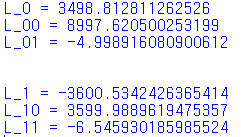 L_0 = 3498.812811262526
L_00 = 8997.620500253199
L_01 = -4.998916080900612
L_1 = -3600.5342426365414
L_10 = 3599.9889619475357
L_11 = -6.545930185985524